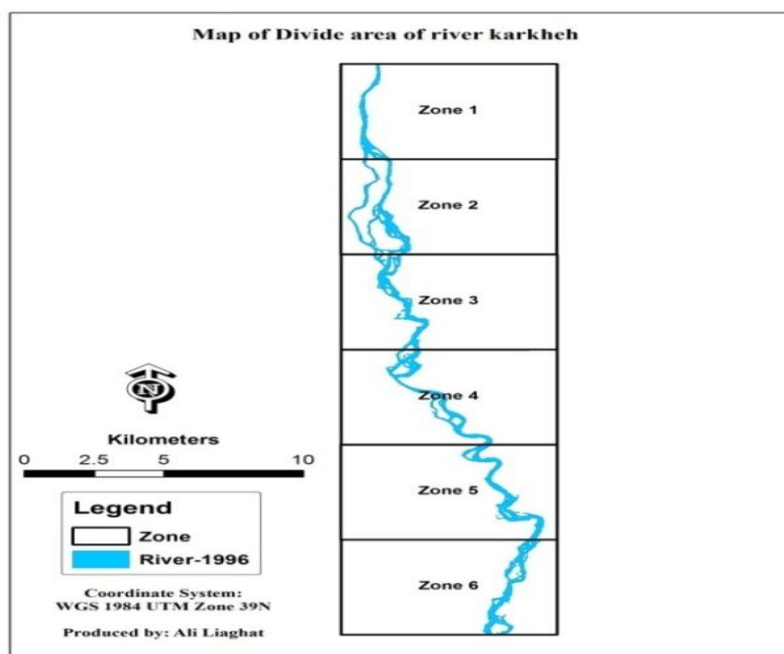 Map of Divide area of river karkheh
Zone 1
Zone 2
Zone 3
Zone 4
Zone 5
Zone 6
N
Kilometers
0 2.5 5 10
Legend
Zone
River-1996
Coordinate System:
WGS 1984 UTM Zone 39N
Produced by: Ali Liaghat